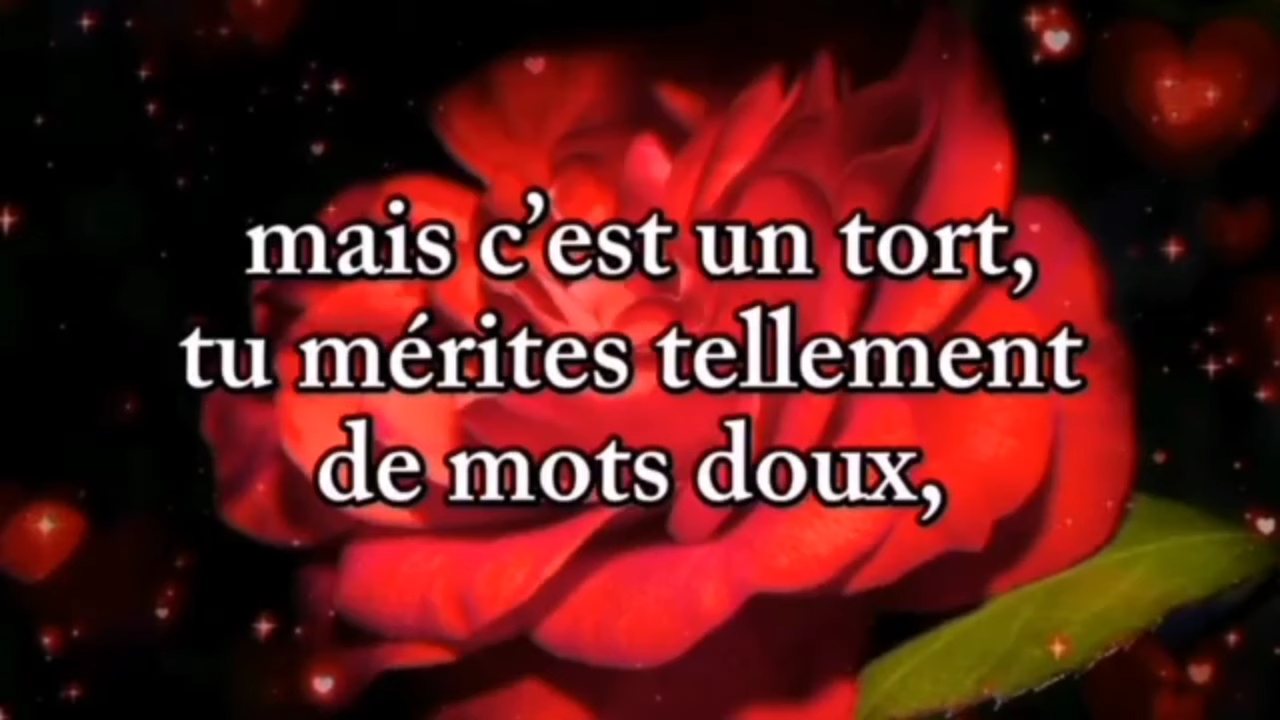 mais c’est un tort,
tu mérites tellement
de mots doux,